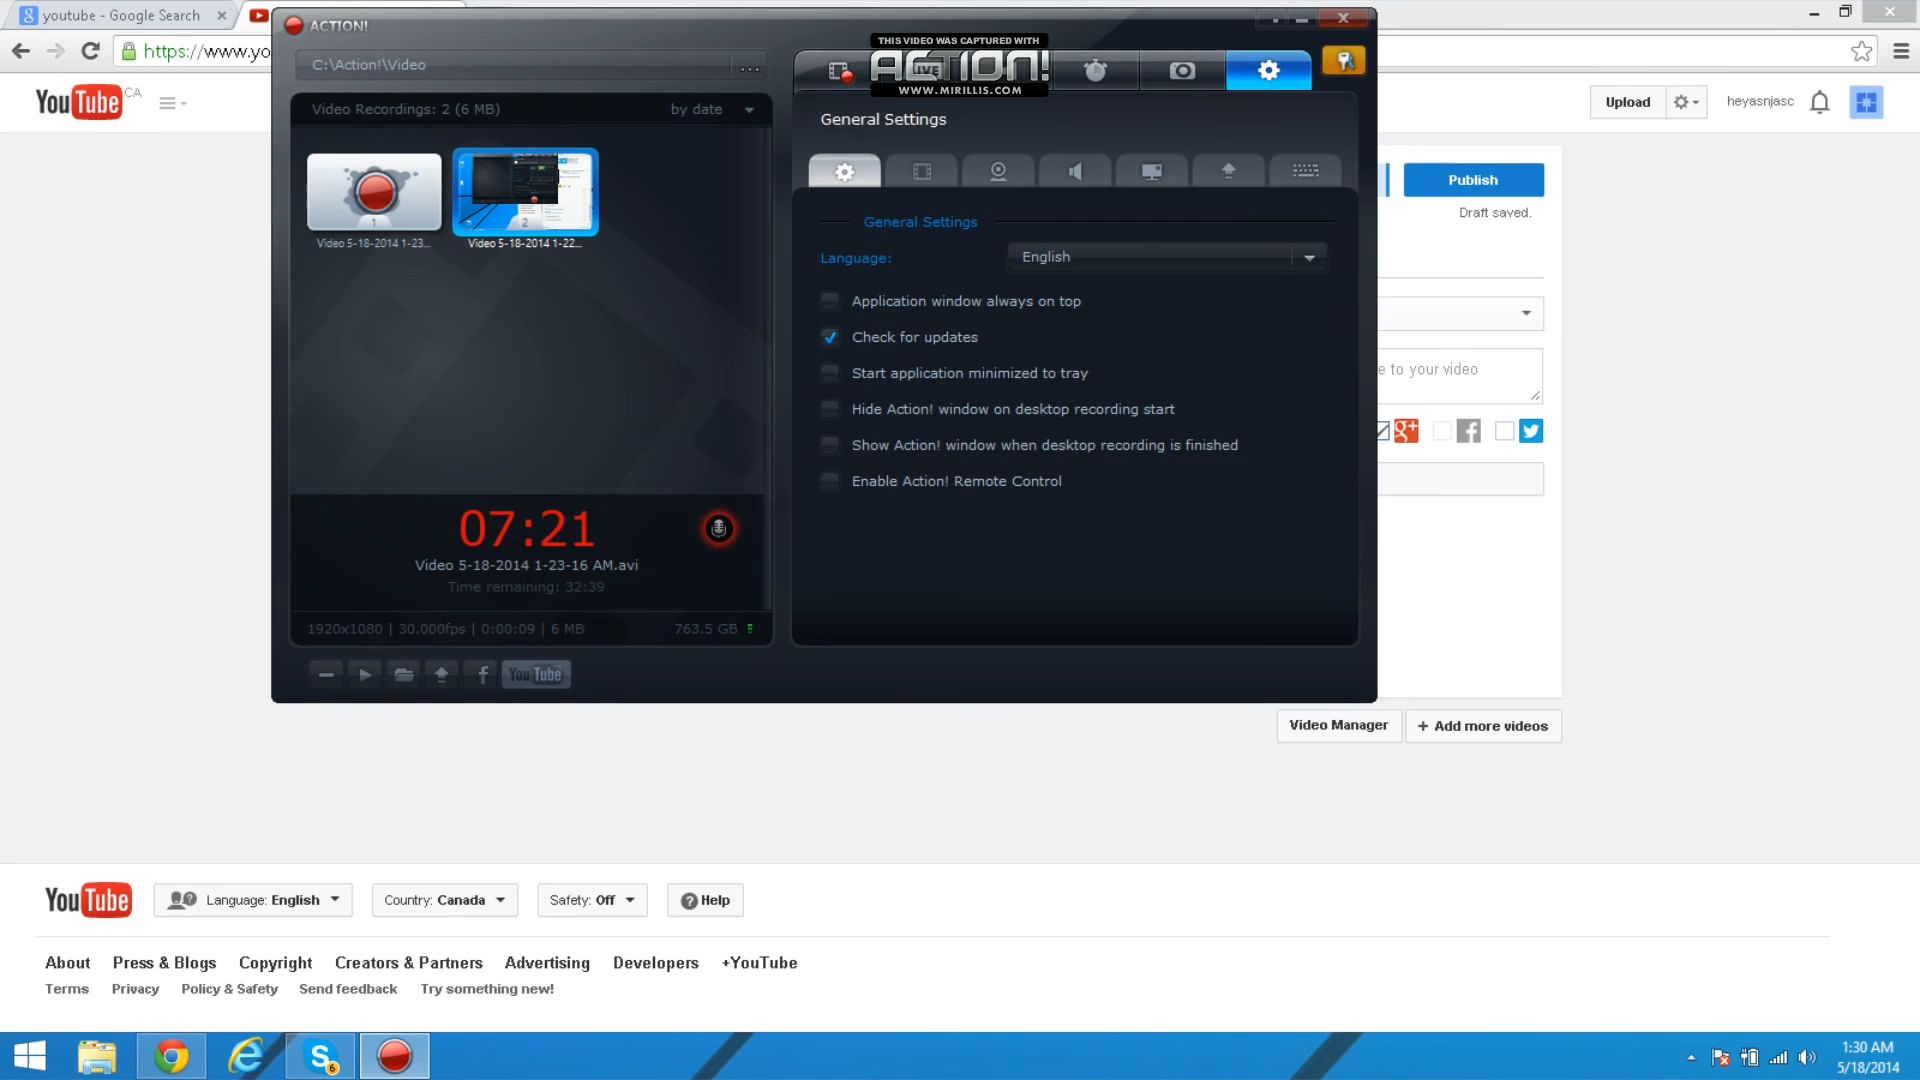 youtube - Google Search
https://www.yo
ACTION!
C:\Action!\Video
...
THIS VIDEO WAS CAPTURED WITH
ACTION!
WWW.MIRILLIS.COM
LIVE
YouTube CA
Upload
heyasnjasc
Video Recordings: 2 (6 MB)
by date
General Settings
1
2
Video 5-18-2014 1-23...
Video 5-18-2014 1-22...
Publish
Draft saved.
General Settings
Language:
English
Application window always on top
Check for updates
Start application minimized to tray
Hide Action! window on desktop recording start
Show Action! window when desktop recording is finished
Enable Action! Remote Control
e to your video
g+
f
07:21
Video 5-18-2014 1-23-16 AM.avi
Time remaining: 32:39
1920x1080 | 30.000fps | 0:00:09 | 6 MB
763.5 GB
f
YouTube
Video Manager
+ Add more videos
YouTube
Language: English
Country: Canada
Safety: Off
Help
About
Press & Blogs
Copyright
Creators & Partners
Advertising
Developers
+YouTube
Terms
Privacy
Policy & Safety
Send feedback
Try something new!
6
1:30 AM
5/18/2014